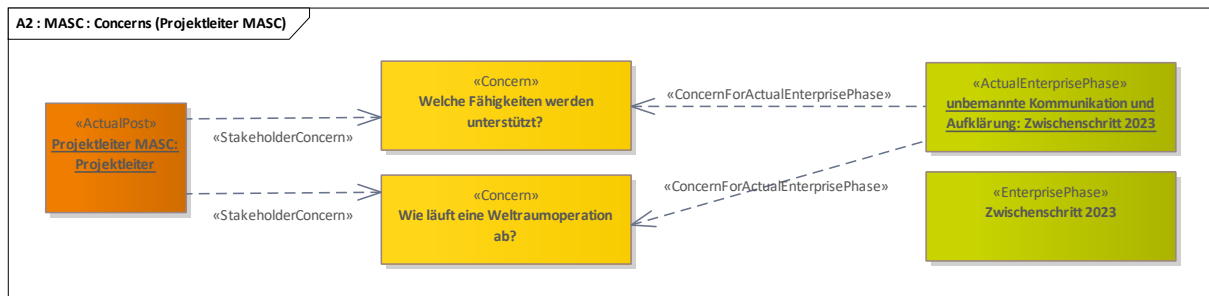 A2 : MASC : Concerns (Projektleiter MASC)
«ActualPost»
Projektleiter MASC:
Projektleiter
«StakeholderConcern»
«StakeholderConcern»
«Concern»
Welche Fähigkeiten werden
unterstützt?
«Concern»
Wie läuft eine Weltraumoperation
ab?
«ConcernForActualEnterprisePhase»
«ConcernForActualEnterprisePhase»
«ActualEnterprisePhase»
unbemannte Kommunikation und
Aufklärung: Zwischenschritt 2023
«EnterprisePhase»
Zwischenschritt 2023